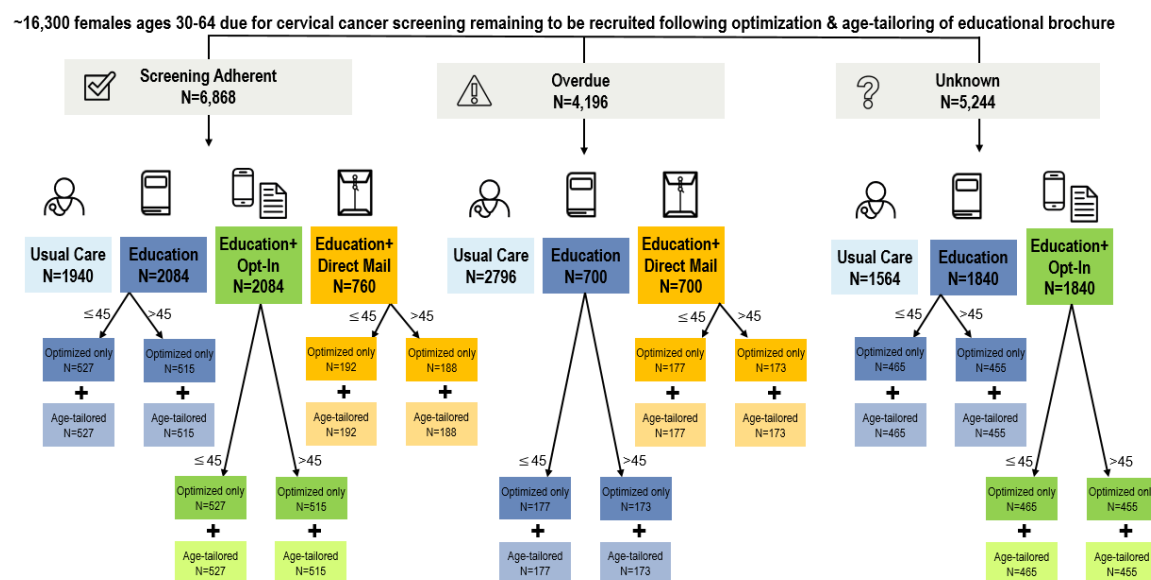 ~16,300 females ages 30-64 due for cervical cancer screening remaining to be recruited following optimization & age-tailoring of educational brochure
Screening Adherent
N=6,868
Overdue
N=4,196
Unknown
N=5,244
Usual Care
N=1940
Education
N=2084
Education+
Opt-In
N=2084
Education+
Direct Mail
N=760
Usual Care
N=2796
Education
N=700
Education+
Direct Mail
N=700
Usual Care
N=1564
Education
N=1840
Education+
Opt-In
N=1840
≤45
>45
≤45
>45
≤45
>45
≤45
>45
Optimized only
N=527
Optimized only
N=515
Optimized only
N=192
Optimized only
N=188
Optimized only
N=177
Optimized only
N=173
Optimized only
N=465
Optimized only
N=455
+
+
+
+
+
+
+
+
Age-tailored
N=527
Age-tailored
N=515
Age-tailored
N=192
Age-tailored
N=188
Age-tailored
N=177
Age-tailored
N=173
Age-tailored
N=465
Age-tailored
N=455
≤45
>45
≤45
>45
≤45
>45
Optimized only
N=527
Optimized only
N=515
Optimized only
N=177
Optimized only
N=173
Optimized only
N=465
Optimized only
N=455
+
+
+
+
+
+
Age-tailored
N=527
Age-tailored
N=515
Age-tailored
N=177
Age-tailored
N=173
Age-tailored
N=465
Age-tailored
N=455